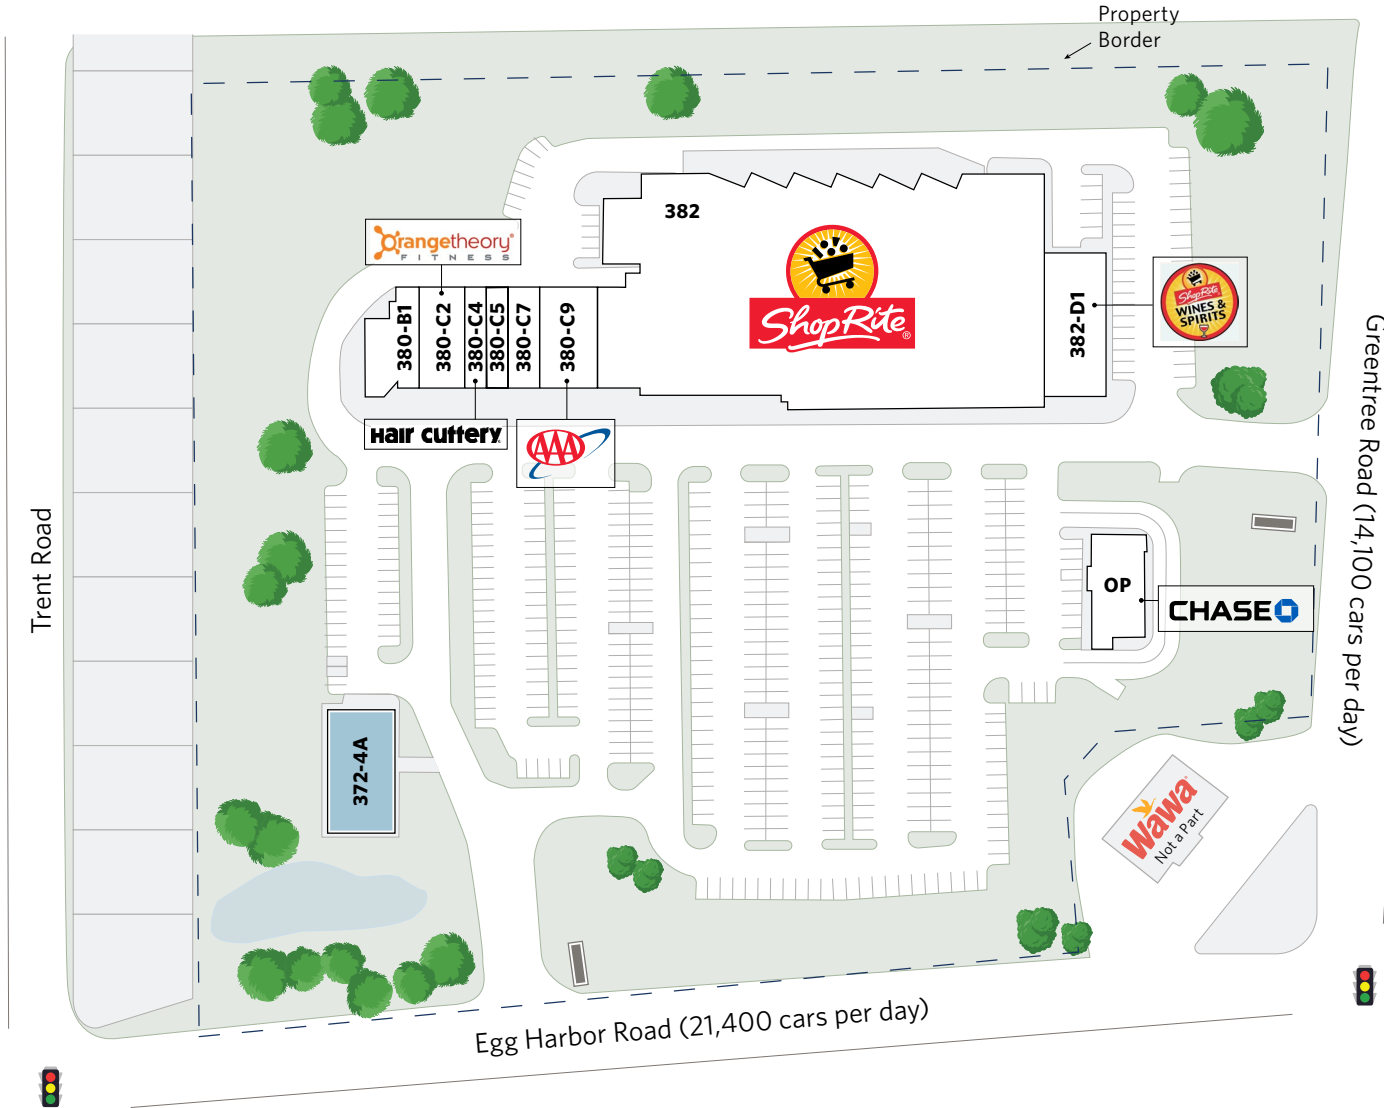 Property
Border
382
orangetheory®
FITNESS
ShopRite®
380-B1
380-C2
380-C4
380-C5
380-C7
380-C9
382-D1
ShopRite
WINES &
SPIRITS
Hair Cuttery
AAA
Greentree Road (14,100 cars per day)
Trent Road
OP
CHASE
372-4A
Wawa
Not a Part
Egg Harbor Road (21,400 cars per day)